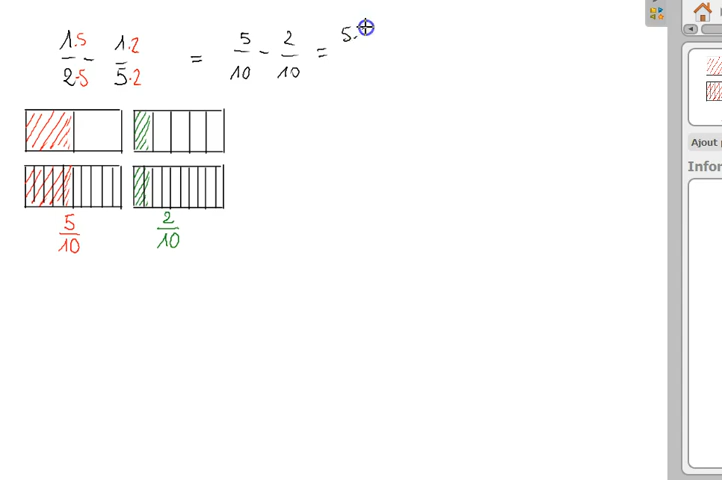 1·5/2·5 - 1·2/5·2 = 5/10 - 2/10 = 5
5/10 2/10
Ajout
Infor